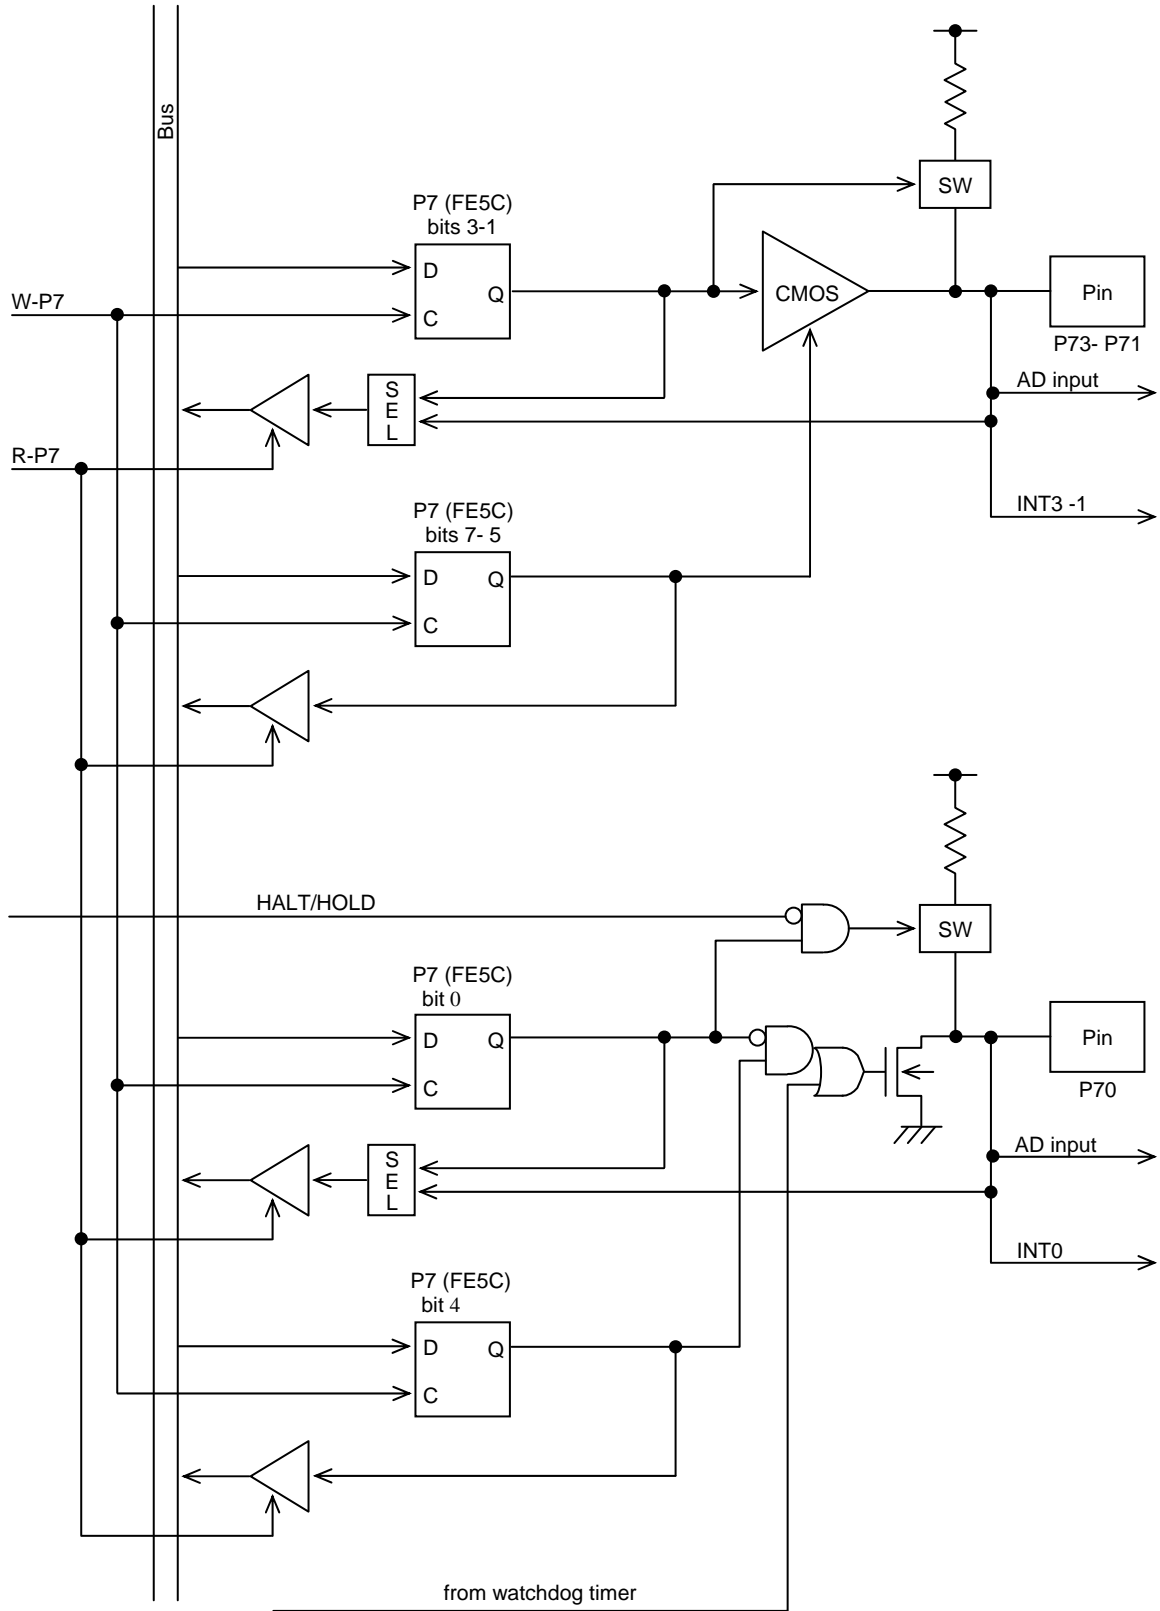 Bus
SW
P7 (FE5C)
bits 3-1
D
Q
C
CMOS
Pin
P73- P71
W-P7
AD input
S
E
L
R-P7
INT3 -1
P7 (FE5C)
bits 7- 5
D
Q
C
HALT/HOLD
SW
P7 (FE5C)
bit 0
D
Q
C
Pin
P70
AD input
S
E
L
INT0
P7 (FE5C)
bit 4
D
Q
C
from watchdog timer